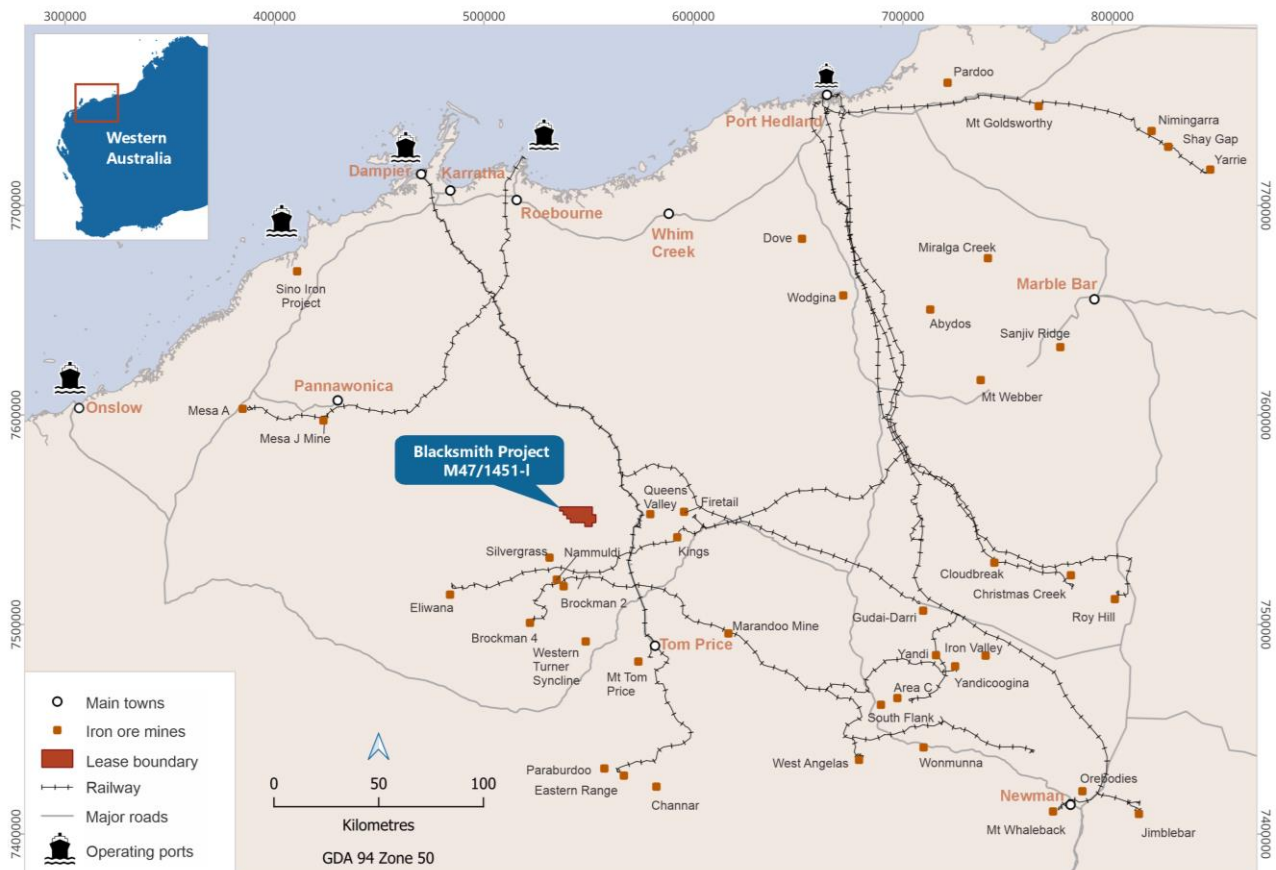 300000
400000
500000
600000
700000
800000
Western
Australia
Pardoo
Port Hedland
Mt Goldsworthy
Nimingarra
Shay Gap
Yarrie
Dampier
Karratha
Roebourne
7700000
7700000
Whim
Creek
Dove
Miralga Creek
Sino Iron
Project
Wodgina
Marble Bar
Abydos
Sanjiv Ridge
Pannawonica
Mt Webber
Onslow
Mesa A
7600000
7600000
Mesa J Mine
Blacksmith Project
M47/1451-I
Queens
Valley
Firetail
Silvergrass
Nammuldi
Kings
Cloudbreak
Christmas Creek
Eliwana
Brockman 2
Roy Hill
Gudai-Darri
7500000
7500000
Brockman 4
Marandoo Mine
Western
Turner
Syncline
Tom Price
Mt Tom
Price
Yandi
Iron Valley
Yandicoogina
Area C
South Flank
Main towns
Iron ore mines
Lease boundary
Railway
Major roads
Operating ports
0
50
100
Kilometres
GDA 94 Zone 50
Paraburdoo
Eastern Range
Channar
West Angelas
Wonmunna
Orebodies
Newman
Mt Whaleback
Jimblebar
7400000
7400000